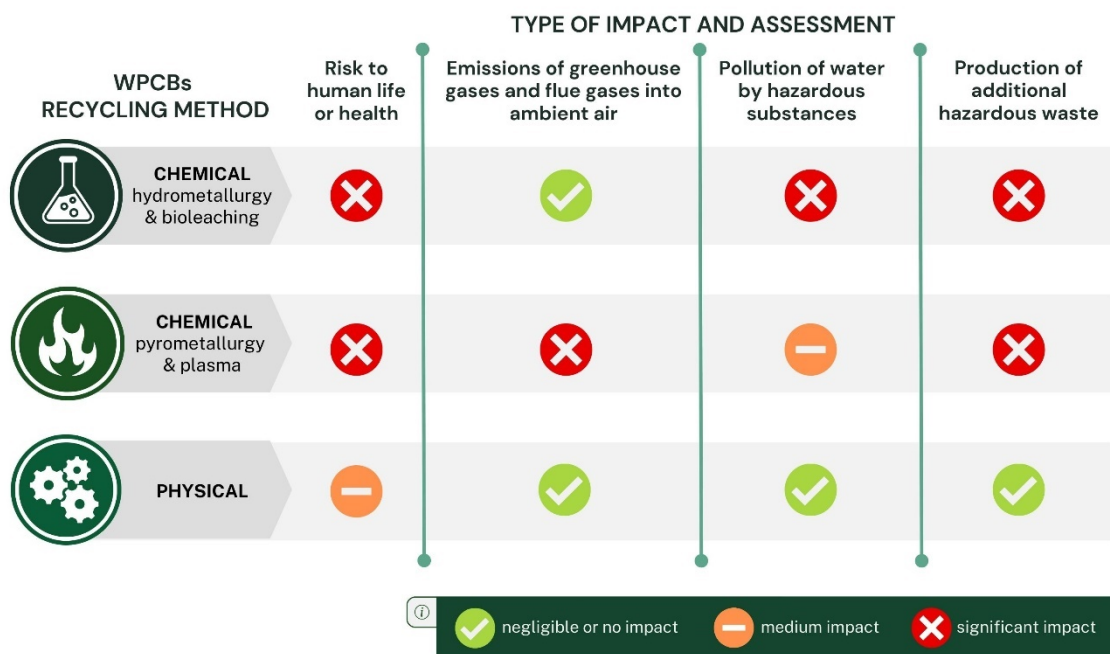 TYPE OF IMPACT AND ASSESSMENT
WPCBs
RECYCLING METHOD
Risk to
human life
or health
Emissions of greenhouse
gases and flue gases into
ambient air
Pollution of water
by hazardous
substances
Production of
additional
hazardous waste
CHEMICAL
hydrometallurgy
& bioleaching
CHEMICAL
pyrometallurgy
& plasma
PHYSICAL
i
negligible or no impact
medium impact
significant impact